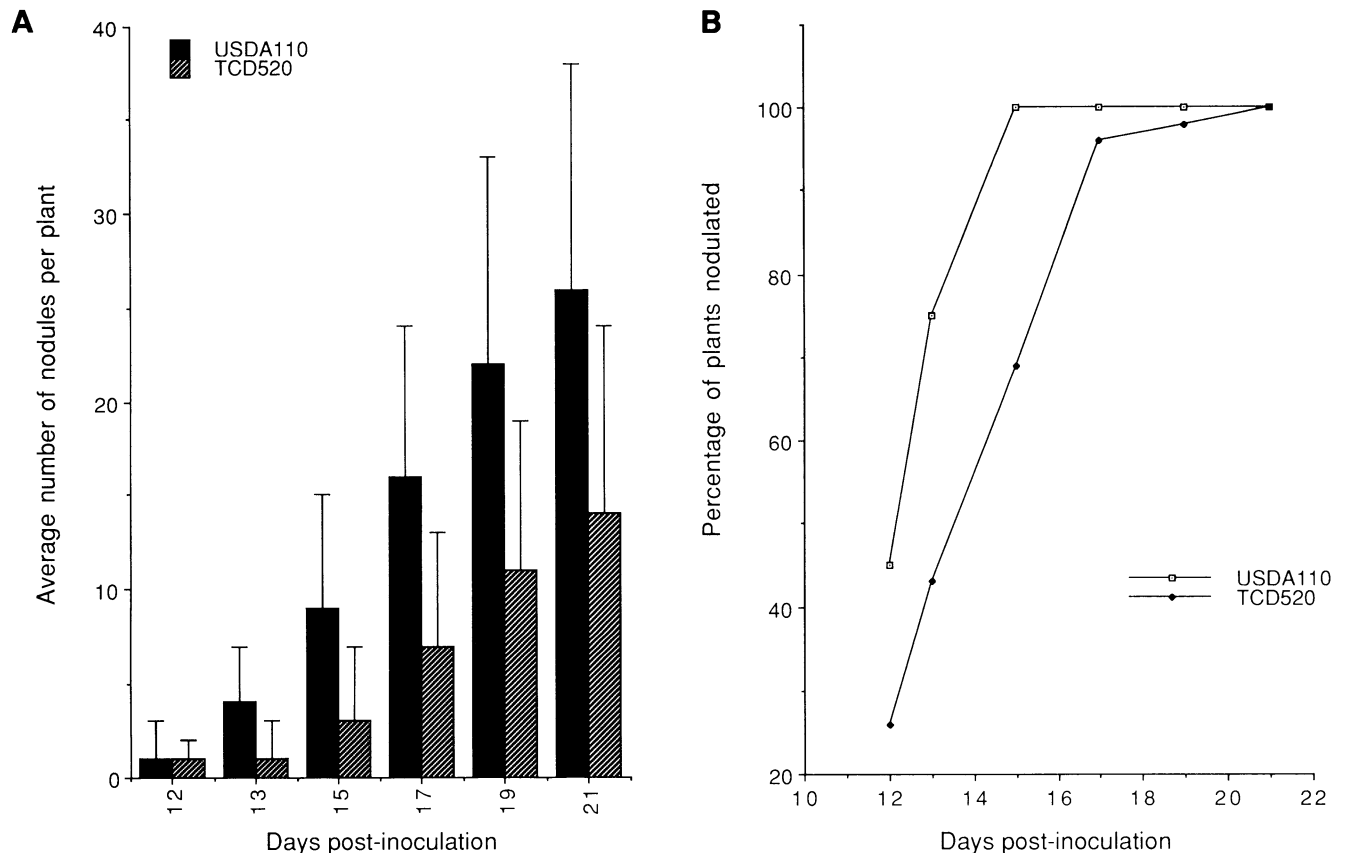 A
40
30
20
10
0
Average number of nodules per plant
USDA110
TCD520
12 13 15 17 19 21
Days post-inoculation
B
100
80
60
40
20
Percentage of plants nodulated
USDA110
TCD520
10 12 14 16 18 20 22
Days post-inoculation